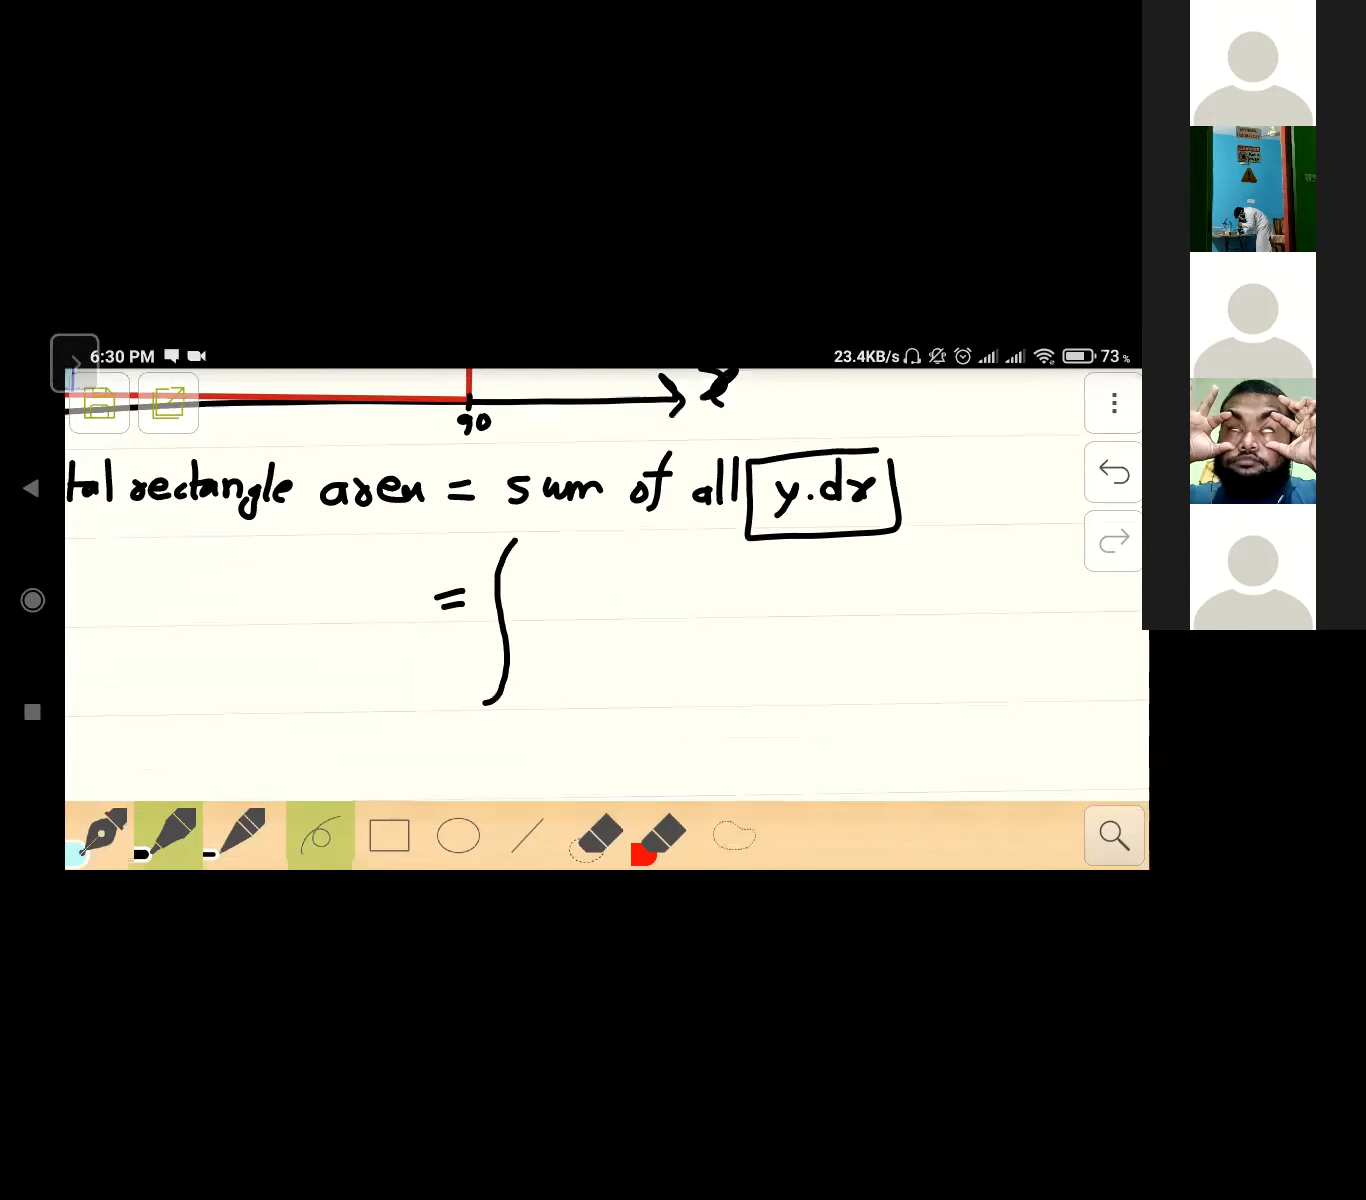 6:30 PM 23.4KB/s 73 %
x
90
tal rectangle area = sum of all y.dx
= ∫